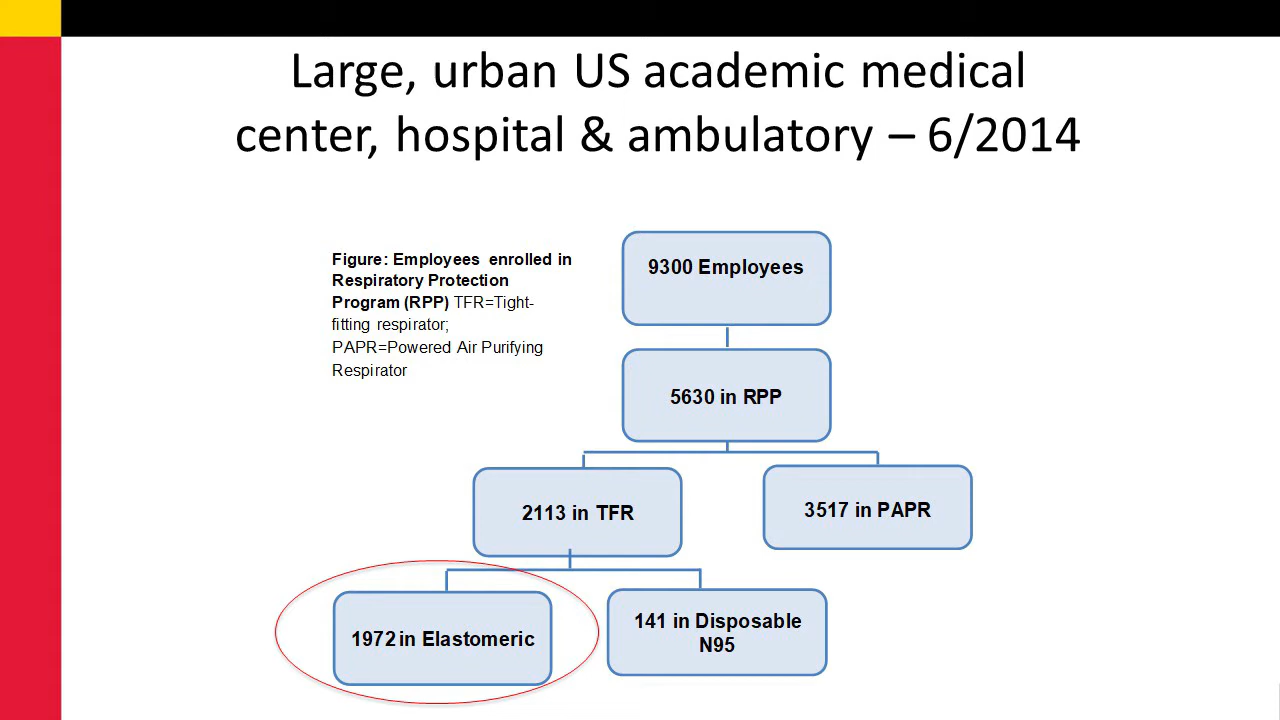 Large, urban US academic medical
center, hospital & ambulatory – 6/2014
Figure: Employees enrolled in
Respiratory Protection
Program (RPP) TFR=Tight-
fitting respirator;
PAPR=Powered Air Purifying
Respirator
9300 Employees
5630 in RPP
2113 in TFR
3517 in PAPR
1972 in Elastomeric
141 in Disposable
N95